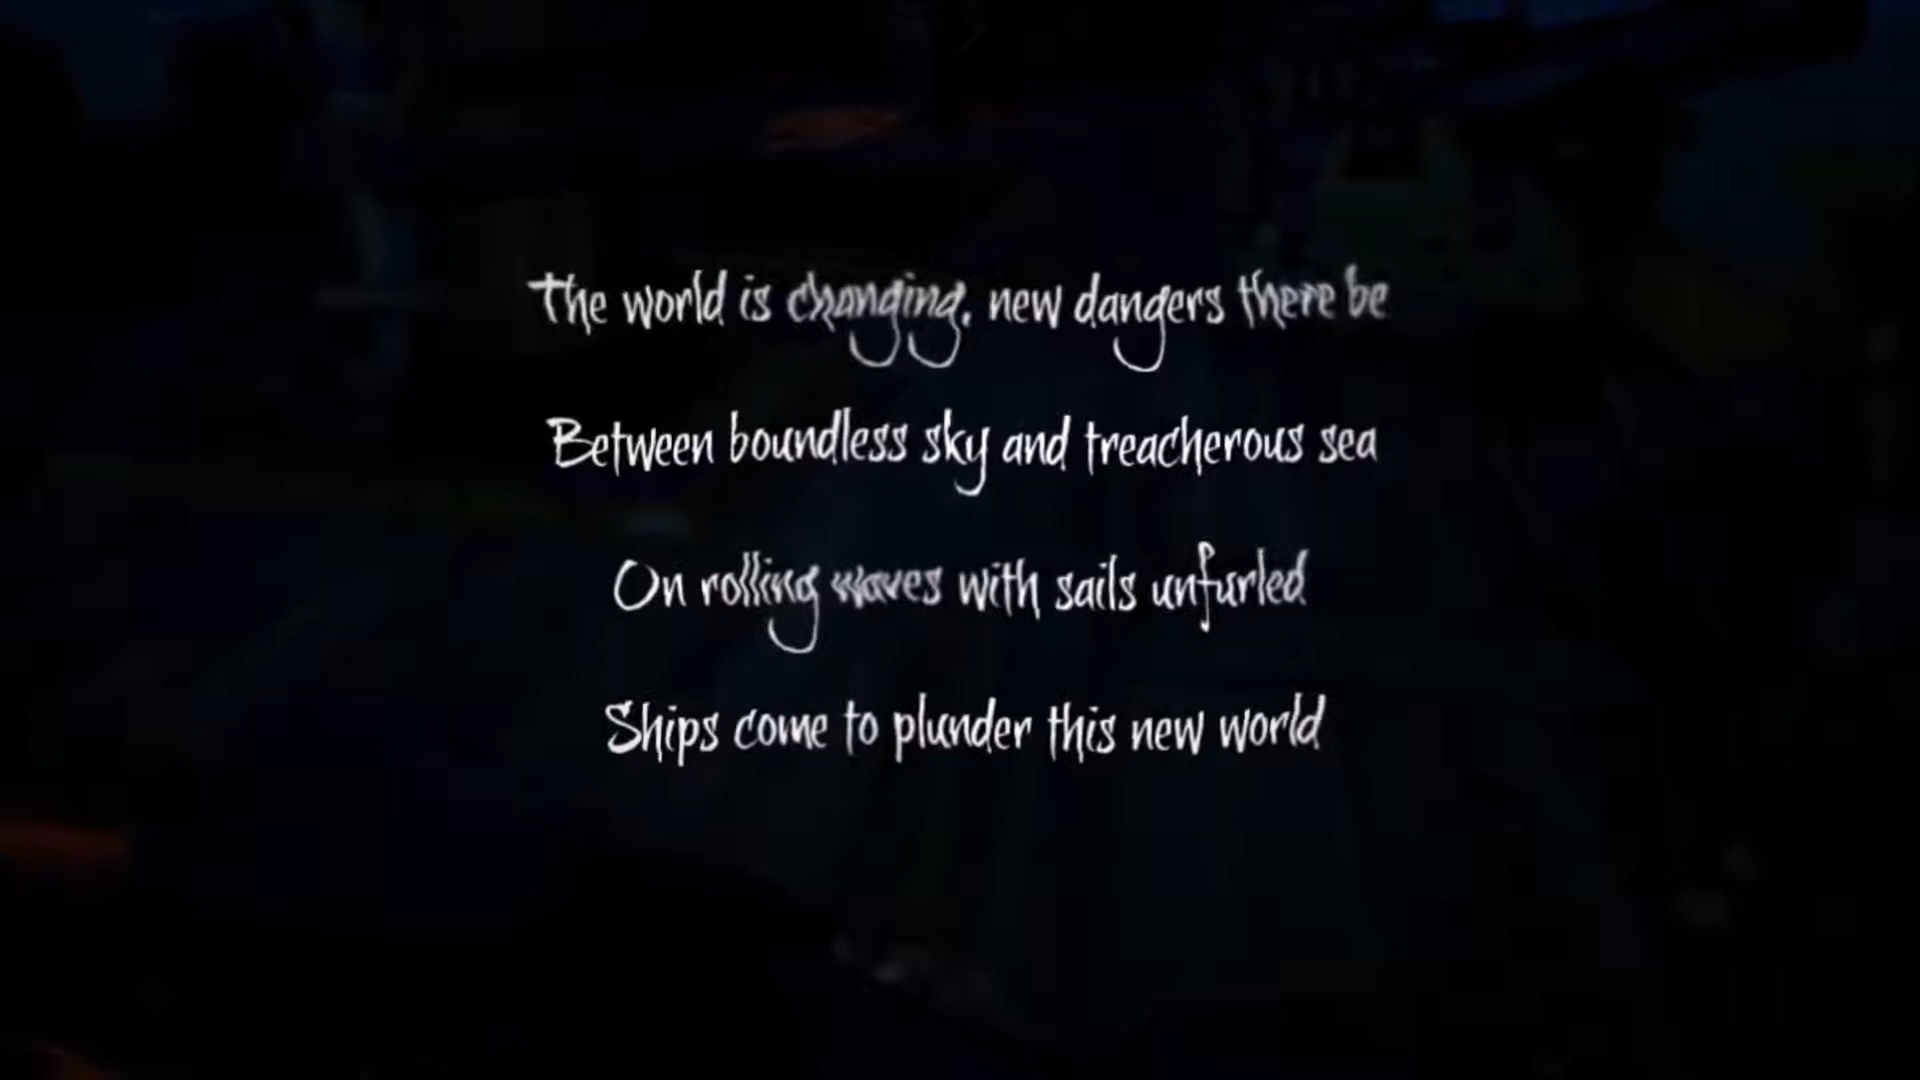 The world is changing, new dangers there be
Between boundless sky and treacherous sea
On rolling waves with sails unfurled
Ships come to plunder this new world